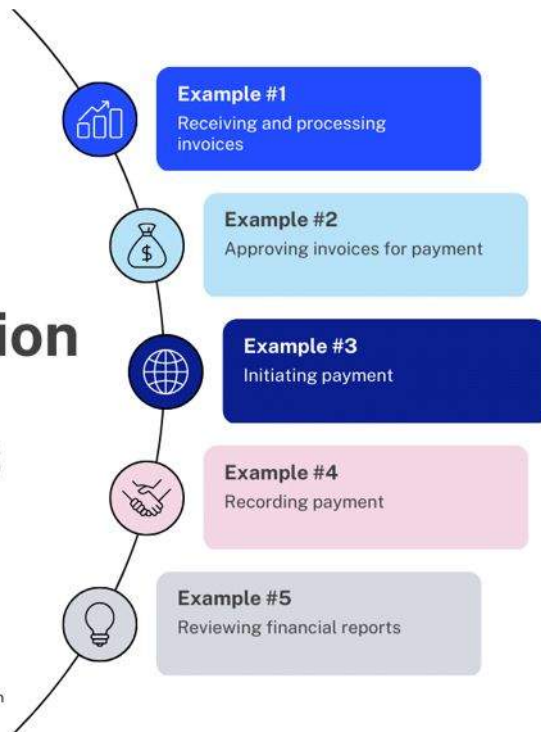 Example #1
Receiving and processing
invoices
Example #2
Approving invoices for payment
ion
Example #3
Initiating payment
Example #4
Recording payment
Example #5
Reviewing financial reports
n
$